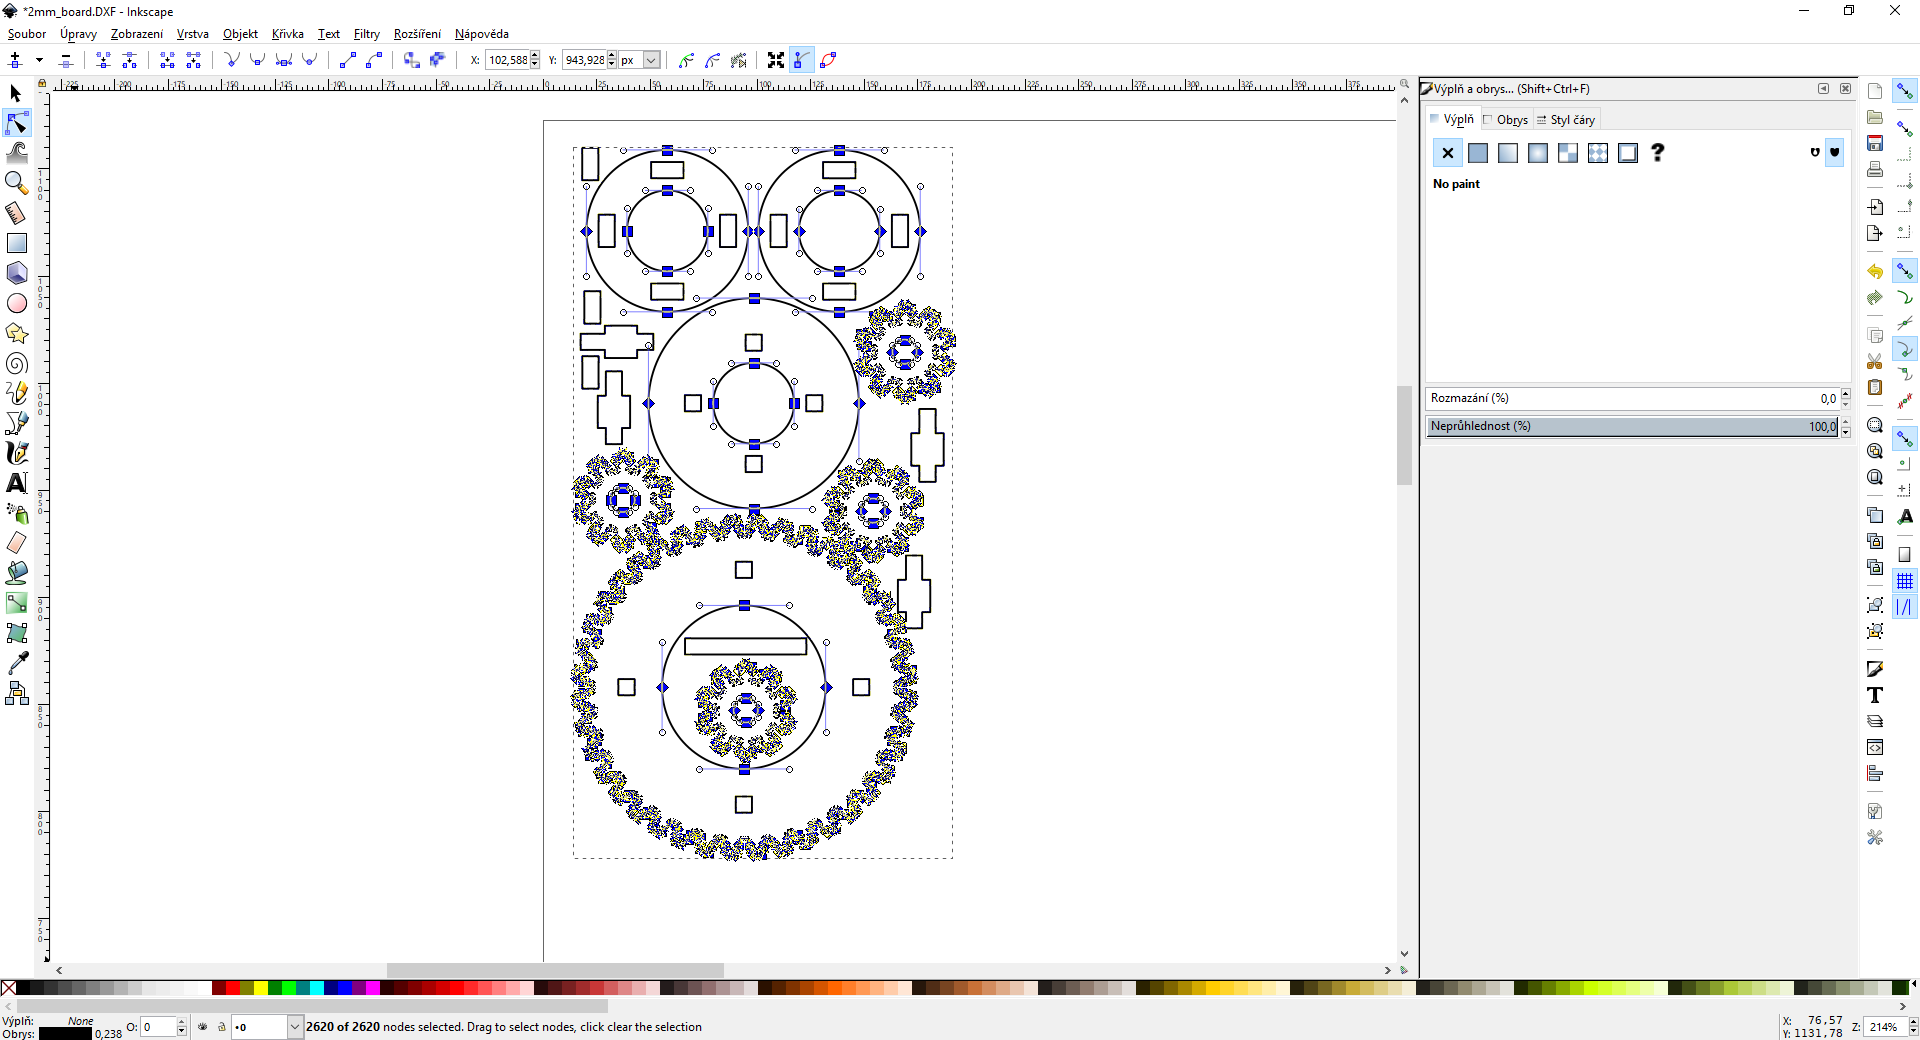 *2mm_board.DXF - Inkscape
Soubor Úpravy Zobrazení Vrstva Objekt Křivka Text Filtry Rozšíření Nápověda
X: 102,588 Y: 943,928 px
Výplň a obrys... (Shift+Ctrl+F)
Výplň Obrys Styl čáry
No paint
Rozmazání (%) 0,0
Neprůhlednost (%) 100,0
Výplň: None
Obrys: 0,238
O: 0
•0
2620 of 2620 nodes selected. Drag to select nodes, click clear the selection
X: 76,57
Y: 1131,78
Z: 214%